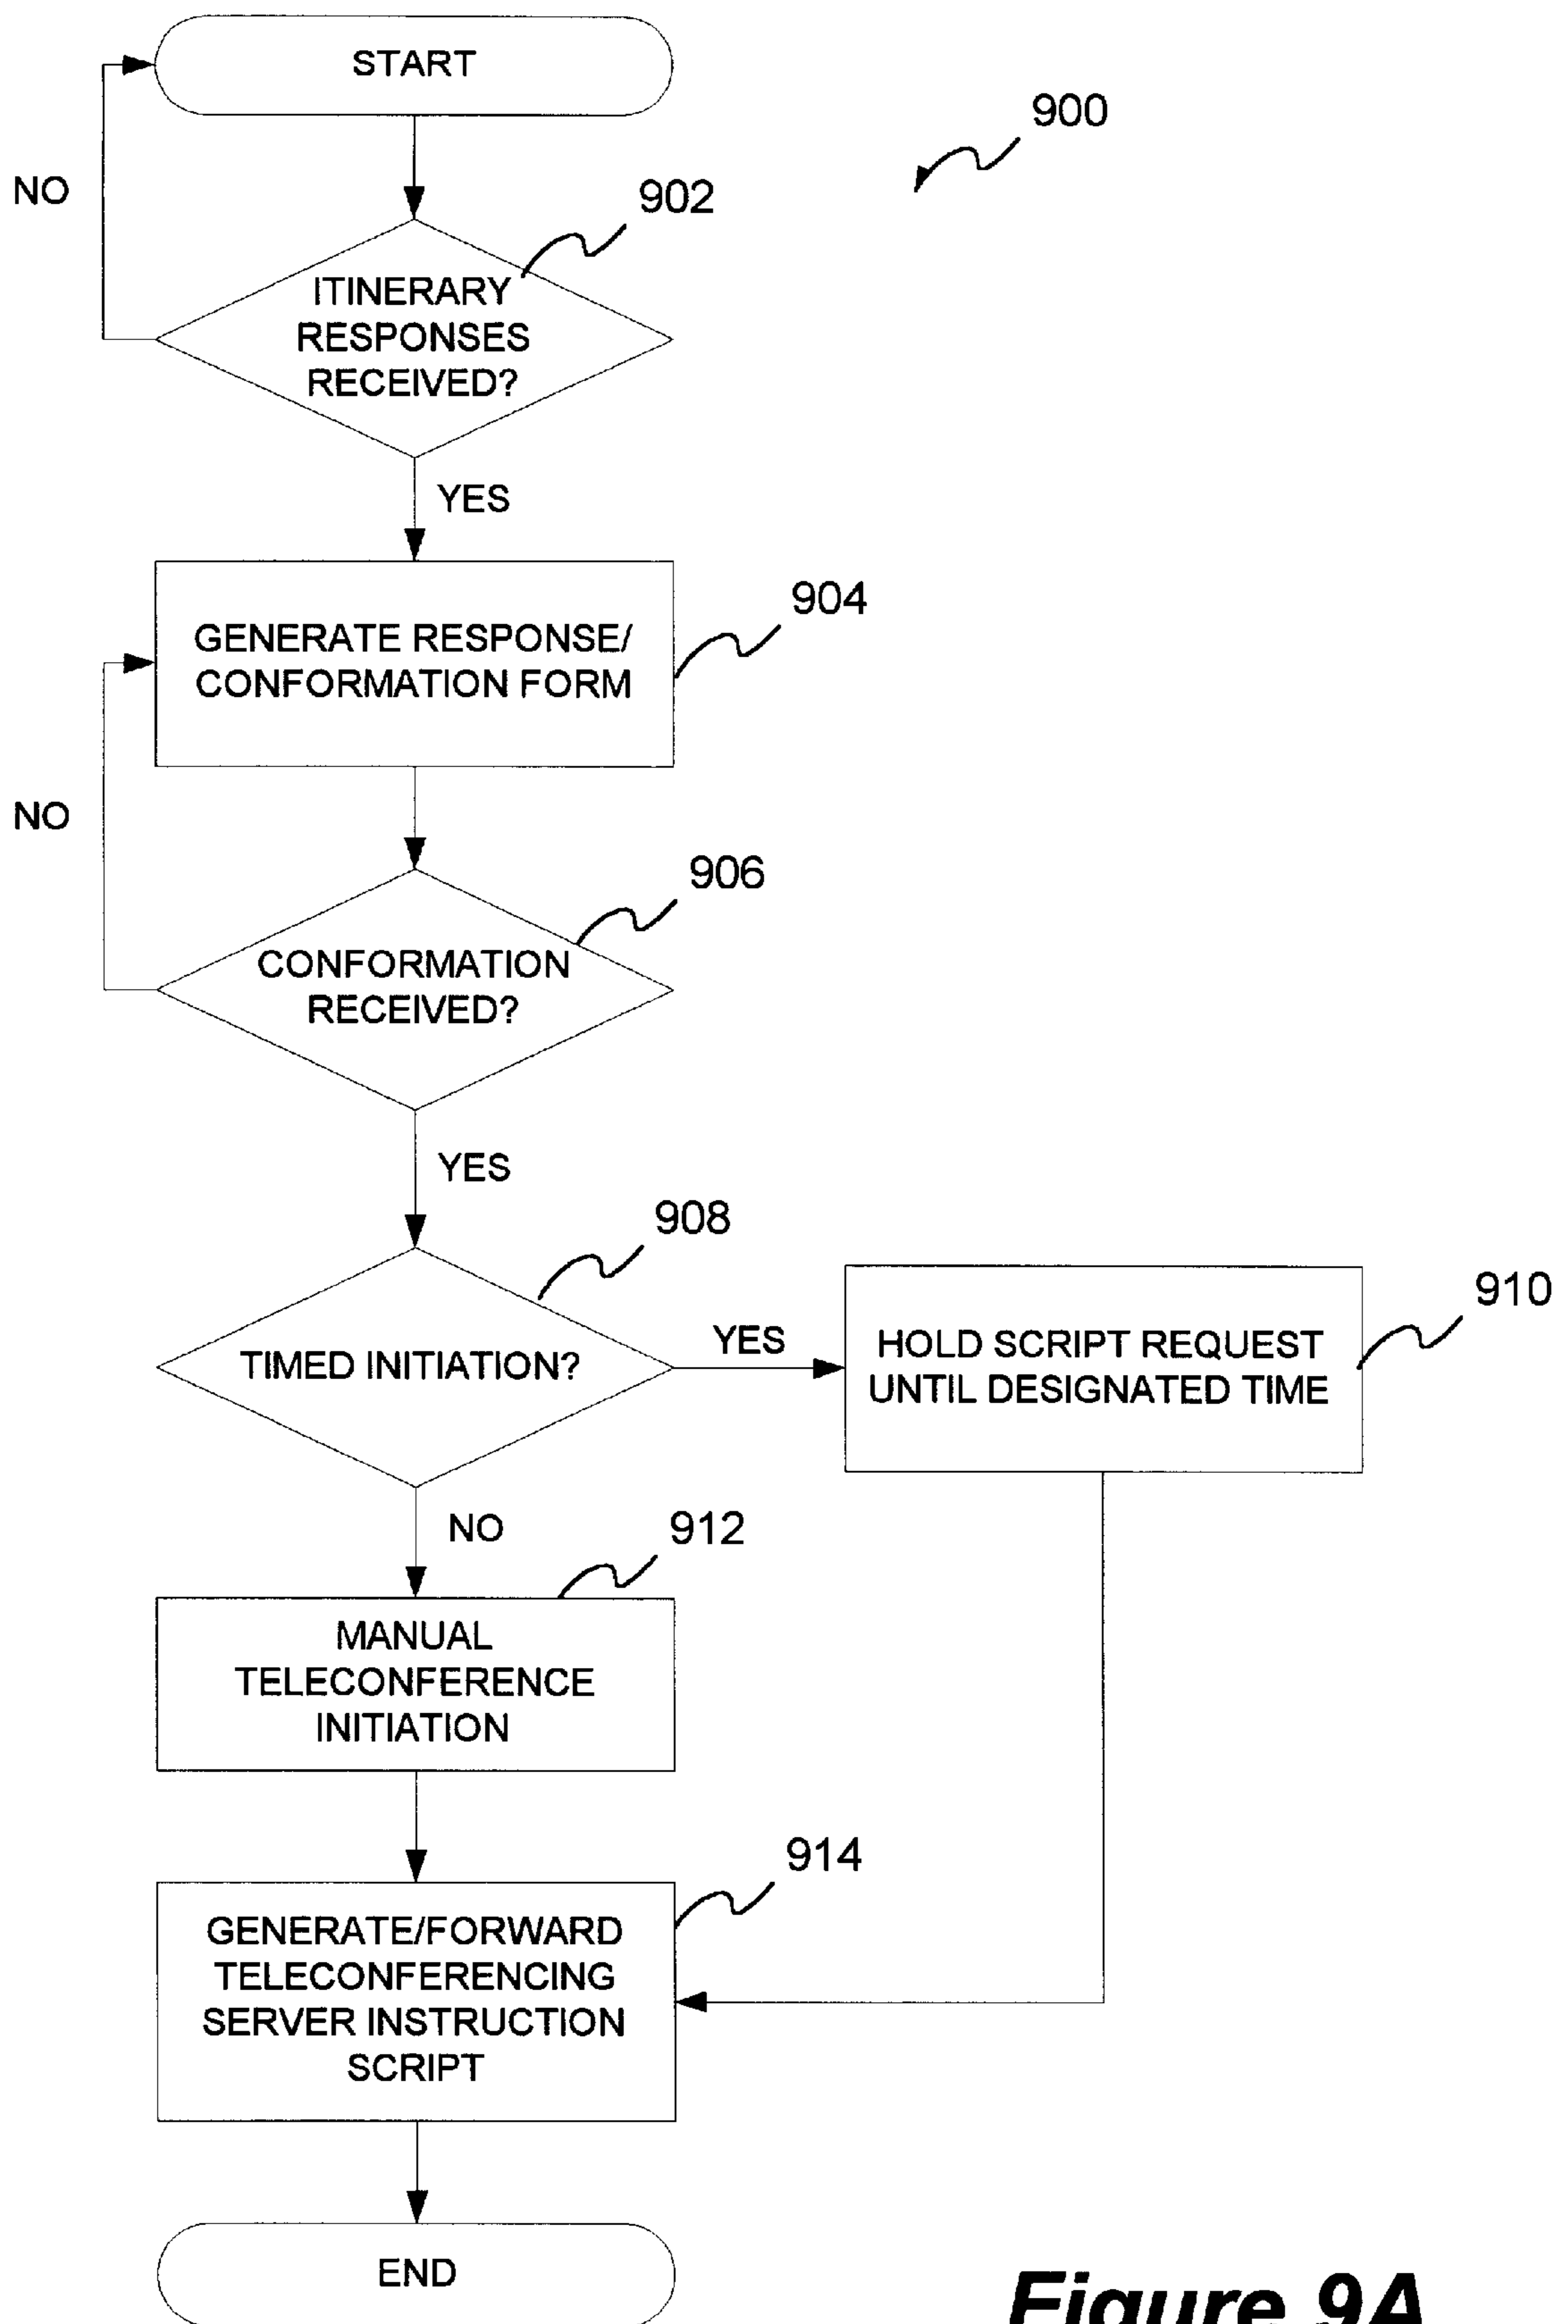 START
900
NO
902
ITINERARY
RESPONSES
RECEIVED?
YES
904
GENERATE RESPONSE/
CONFORMATION FORM
NO
906
CONFORMATION
RECEIVED?
YES
908
TIMED INITIATION?
YES
910
HOLD SCRIPT REQUEST
UNTIL DESIGNATED TIME
NO
912
MANUAL
TELECONFERENCE
INITIATION
914
GENERATE/FORWARD
TELECONFERENCING
SERVER INSTRUCTION
SCRIPT
END
Figure 9A